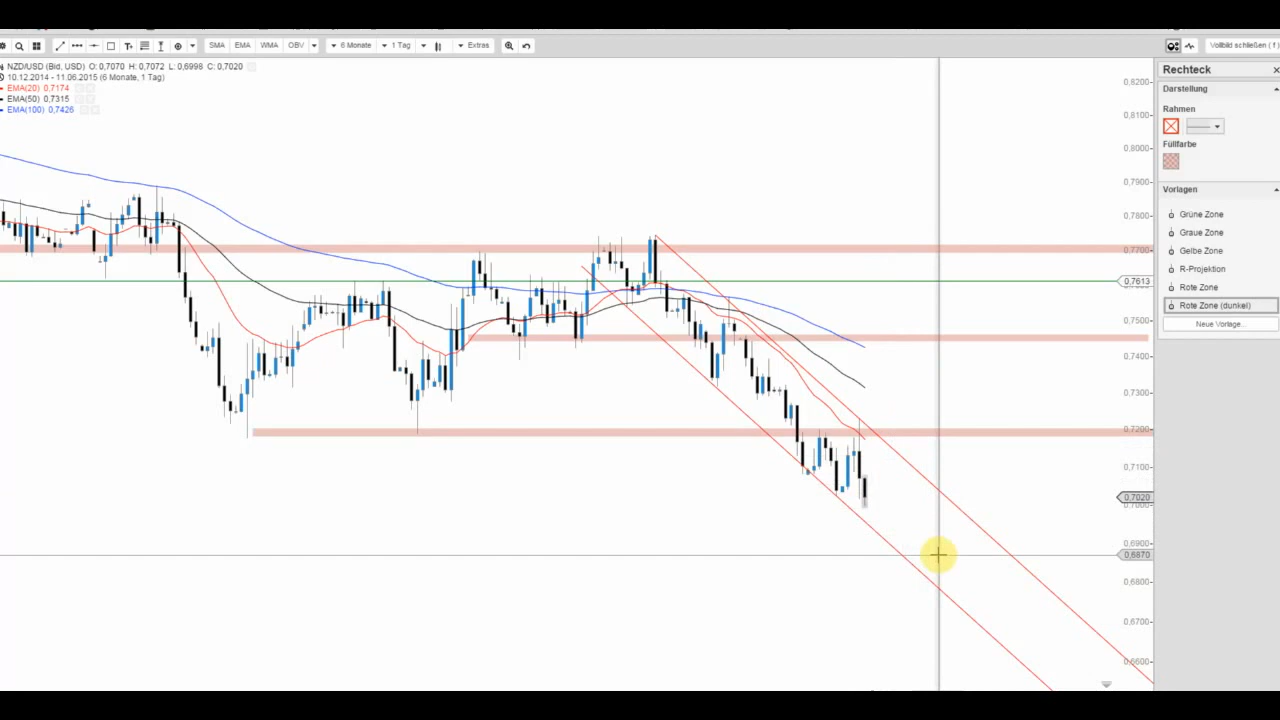 SMA EMA WMA OBV 6 Monate 1 Tag Extras Vollbild schließen ( f )
NZD/USD (Bid, USD) O: 0,7070 H: 0,7072 L: 0,6998 C: 0,7020
10.12.2014 - 11.06.2015 (6 Monate, 1 Tag)
EMA(20) 0,7174
EMA(50) 0,7315
EMA(100) 0,7426
0,8200
0,8100
0,8000
0,7900
0,7800
0,7700
0,7613
0,7500
0,7400
0,7300
0,7200
0,7100
0,7020
0,7000
0,6900
0,6870
0,6800
0,6700
0,6600
Rechteck
Darstellung
Rahmen
Füllfarbe
Vorlagen
Grüne Zone
Graue Zone
Gelbe Zone
R-Projektion
Rote Zone
Rote Zone (dunkel)
Neue Vorlage...